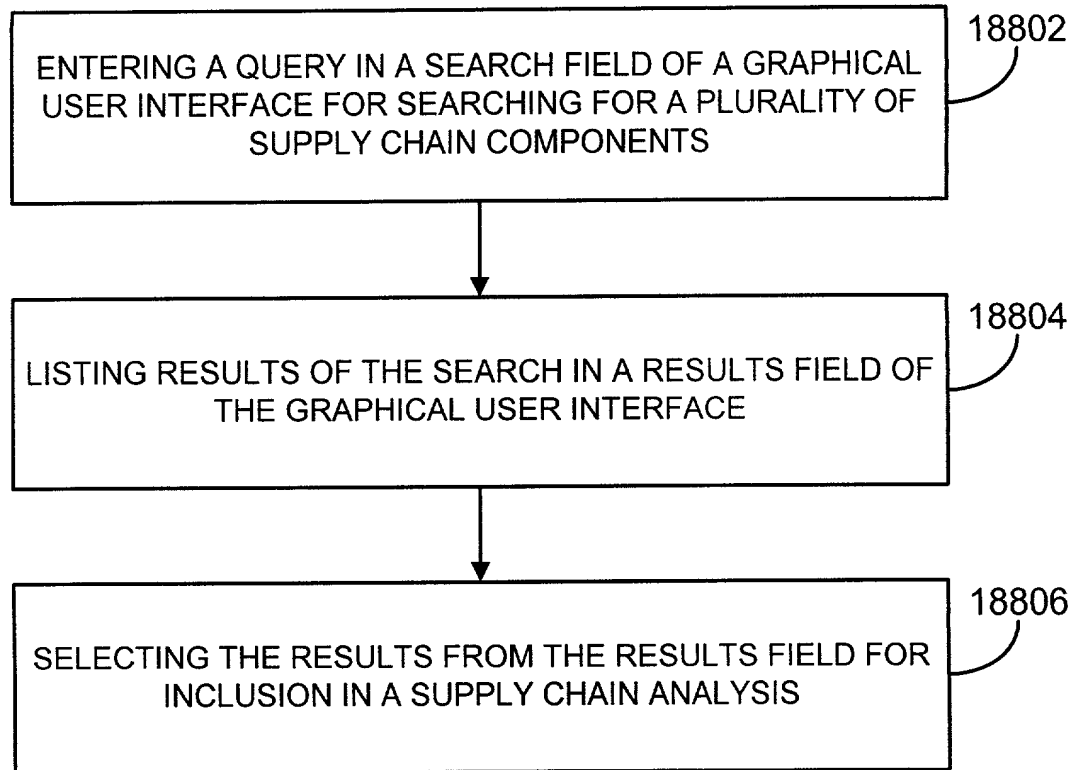 18802
ENTERING A QUERY IN A SEARCH FIELD OF A GRAPHICAL
USER INTERFACE FOR SEARCHING FOR A PLURALITY OF
SUPPLY CHAIN COMPONENTS
18804
LISTING RESULTS OF THE SEARCH IN A RESULTS FIELD OF
THE GRAPHICAL USER INTERFACE
18806
SELECTING THE RESULTS FROM THE RESULTS FIELD FOR
INCLUSION IN A SUPPLY CHAIN ANALYSIS